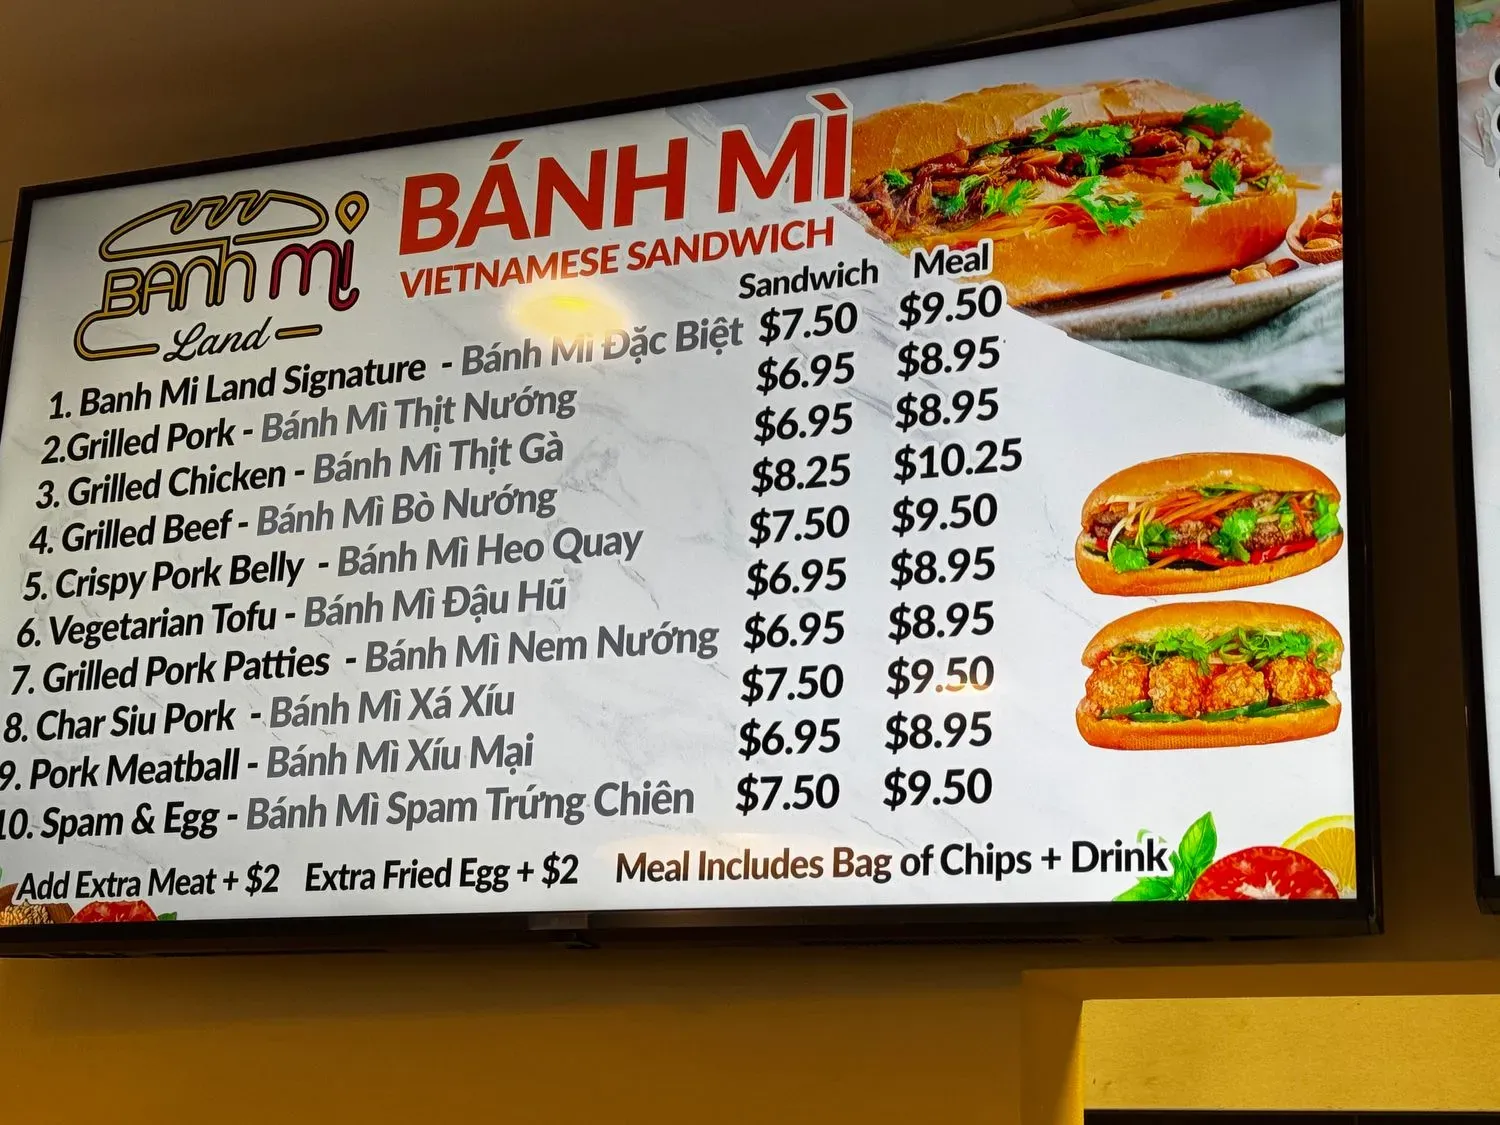 BANH MI
Land
BÁNH MÌ
VIETNAMESE SANDWICH
Sandwich Meal
1. Banh Mi Land Signature - Bánh Mì Đặc Biệt $7.50 $9.50
2.Grilled Pork - Bánh Mì Thịt Nướng $6.95 $8.95
3. Grilled Chicken - Bánh Mì Thịt Gà $6.95 $8.95
4. Grilled Beef - Bánh Mì Bò Nướng $8.25 $10.25
5. Crispy Pork Belly - Bánh Mì Heo Quay $7.50 $9.50
6. Vegetarian Tofu - Bánh Mì Đậu Hũ $6.95 $8.95
7. Grilled Pork Patties - Bánh Mì Nem Nướng $6.95 $8.95
8. Char Siu Pork - Bánh Mì Xá Xíu $7.50 $9.50
9. Pork Meatball - Bánh Mì Xíu Mại $6.95 $8.95
10. Spam & Egg - Bánh Mì Spam Trứng Chiên $7.50 $9.50
Add Extra Meat + $2 Extra Fried Egg + $2 Meal Includes Bag of Chips + Drink